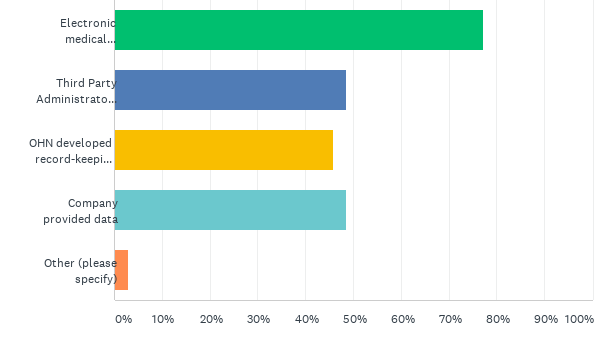 Electronic
medical...
Third Party
Administrato...
OHN developed
record-keepi...
Company
provided data
Other (please
specify)
0% 10% 20% 30% 40% 50% 60% 70% 80% 90% 100%